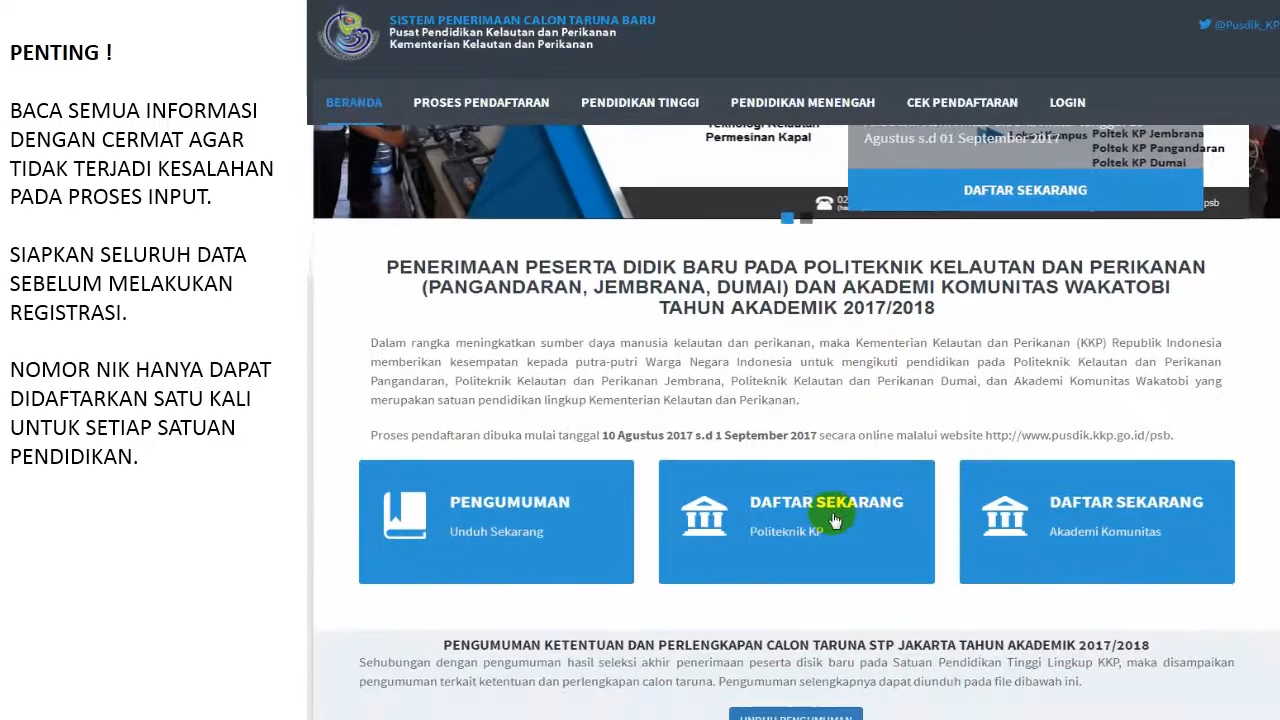 PENTING !
BACA SEMUA INFORMASI
DENGAN CERMAT AGAR
TIDAK TERJADI KESALAHAN
PADA PROSES INPUT.
SIAPKAN SELURUH DATA
SEBELUM MELAKUKAN
REGISTRASI.
NOMOR NIK HANYA DAPAT
DIDAFTARKAN SATU KALI
UNTUK SETIAP SATUAN
PENDIDIKAN.
SISTEM PENERIMAAN CALON TARUNA BARU
Pusat Pendidikan Kelautan dan Perikanan
Kementerian Kelautan dan Perikanan
@Pusdik_KP
BERANDA PROSES PENDAFTARAN PENDIDIKAN TINGGI PENDIDIKAN MENENGAH CEK PENDAFTARAN LOGIN
Permesinan Kapal
Agustus s.d 01 September 2017
Poltek KP Jembrana
Poltek KP Pangandaran
Poltek KP Dumai
DAFTAR SEKARANG
psb
PENERIMAAN PESERTA DIDIK BARU PADA POLITEKNIK KELAUTAN DAN PERIKANAN
(PANGANDARAN, JEMBRANA, DUMAI) DAN AKADEMI KOMUNITAS WAKATOBI
TAHUN AKADEMIK 2017/2018
Dalam rangka meningkatkan sumber daya manusia kelautan dan perikanan, maka Kementerian Kelautan dan Perikanan (KKP) Republik Indonesia
memberikan kesempatan kepada putra-putri Warga Negara Indonesia untuk mengikuti pendidikan pada Politeknik Kelautan dan Perikanan
Pangandaran, Politeknik Kelautan dan Perikanan Jembrana, Politeknik Kelautan dan Perikanan Dumai, dan Akademi Komunitas Wakatobi yang
merupakan satuan pendidikan lingkup Kementerian Kelautan dan Perikanan.
Proses pendaftaran dibuka mulai tanggal 10 Agustus 2017 s.d 1 September 2017 secara online malalui website http://www.pusdik.kkp.go.id/psb.
PENGUMUMAN
Unduh Sekarang
DAFTAR SEKARANG
Politeknik KP
DAFTAR SEKARANG
Akademi Komunitas
PENGUMUMAN KETENTUAN DAN PERLENGKAPAN CALON TARUNA STP JAKARTA TAHUN AKADEMIK 2017/2018
Sehubungan dengan pengumuman hasil seleksi akhir penerimaan peserta disik baru pada Satuan Pendidikan Tinggi Lingkup KKP, maka disampaikan
pengumuman terkait ketentuan dan perlengkapan calon taruna. Pengumuman selengkapnya dapat diunduh pada file dibawah ini.
UNDUH PENGUMUMAN